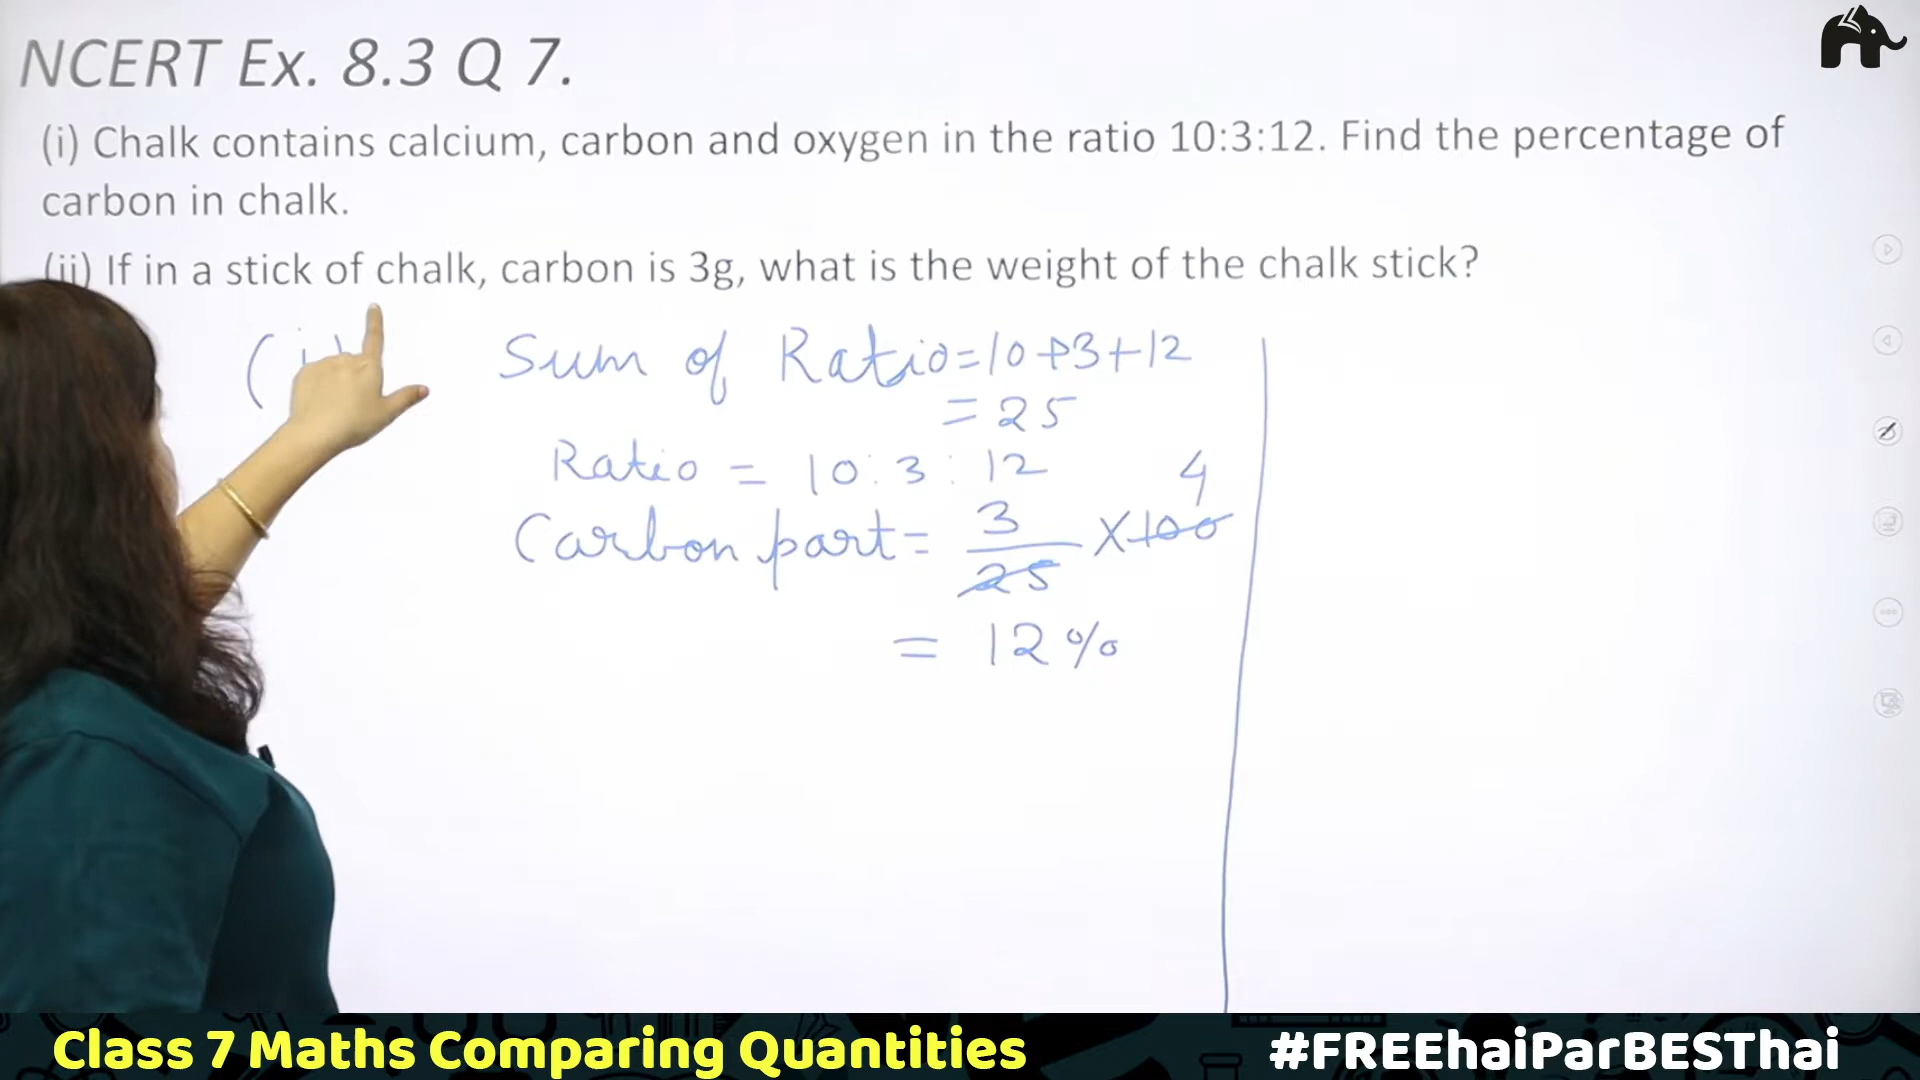 NCERT Ex. 8.3 Q 7.
(i) Chalk contains calcium, carbon and oxygen in the ratio 10:3:12. Find the percentage of
carbon in chalk.
(ii) If in a stick of chalk, carbon is 3g, what is the weight of the chalk stick?
(i) Sum of Ratio = 10+3+12
= 25
Ratio = 10:3:12
4
Carbon part = 3/25 ×100
= 12%
Class 7 Maths Comparing Quantities #FREEhaiParBESThai